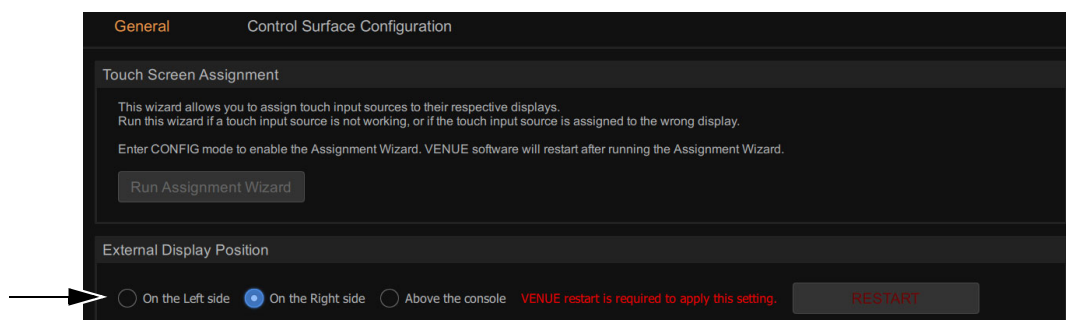 General Control Surface Configuration
Touch Screen Assignment
This wizard allows you to assign touch input sources to their respective displays.
Run this wizard if a touch input source is not working, or if the touch input source is assigned to the wrong display.
Enter CONFIG mode to enable the Assignment Wizard. VENUE software will restart after running the Assignment Wizard.
Run Assignment Wizard
External Display Position
On the Left side On the Right side Above the console VENUE restart is required to apply this setting. RESTART